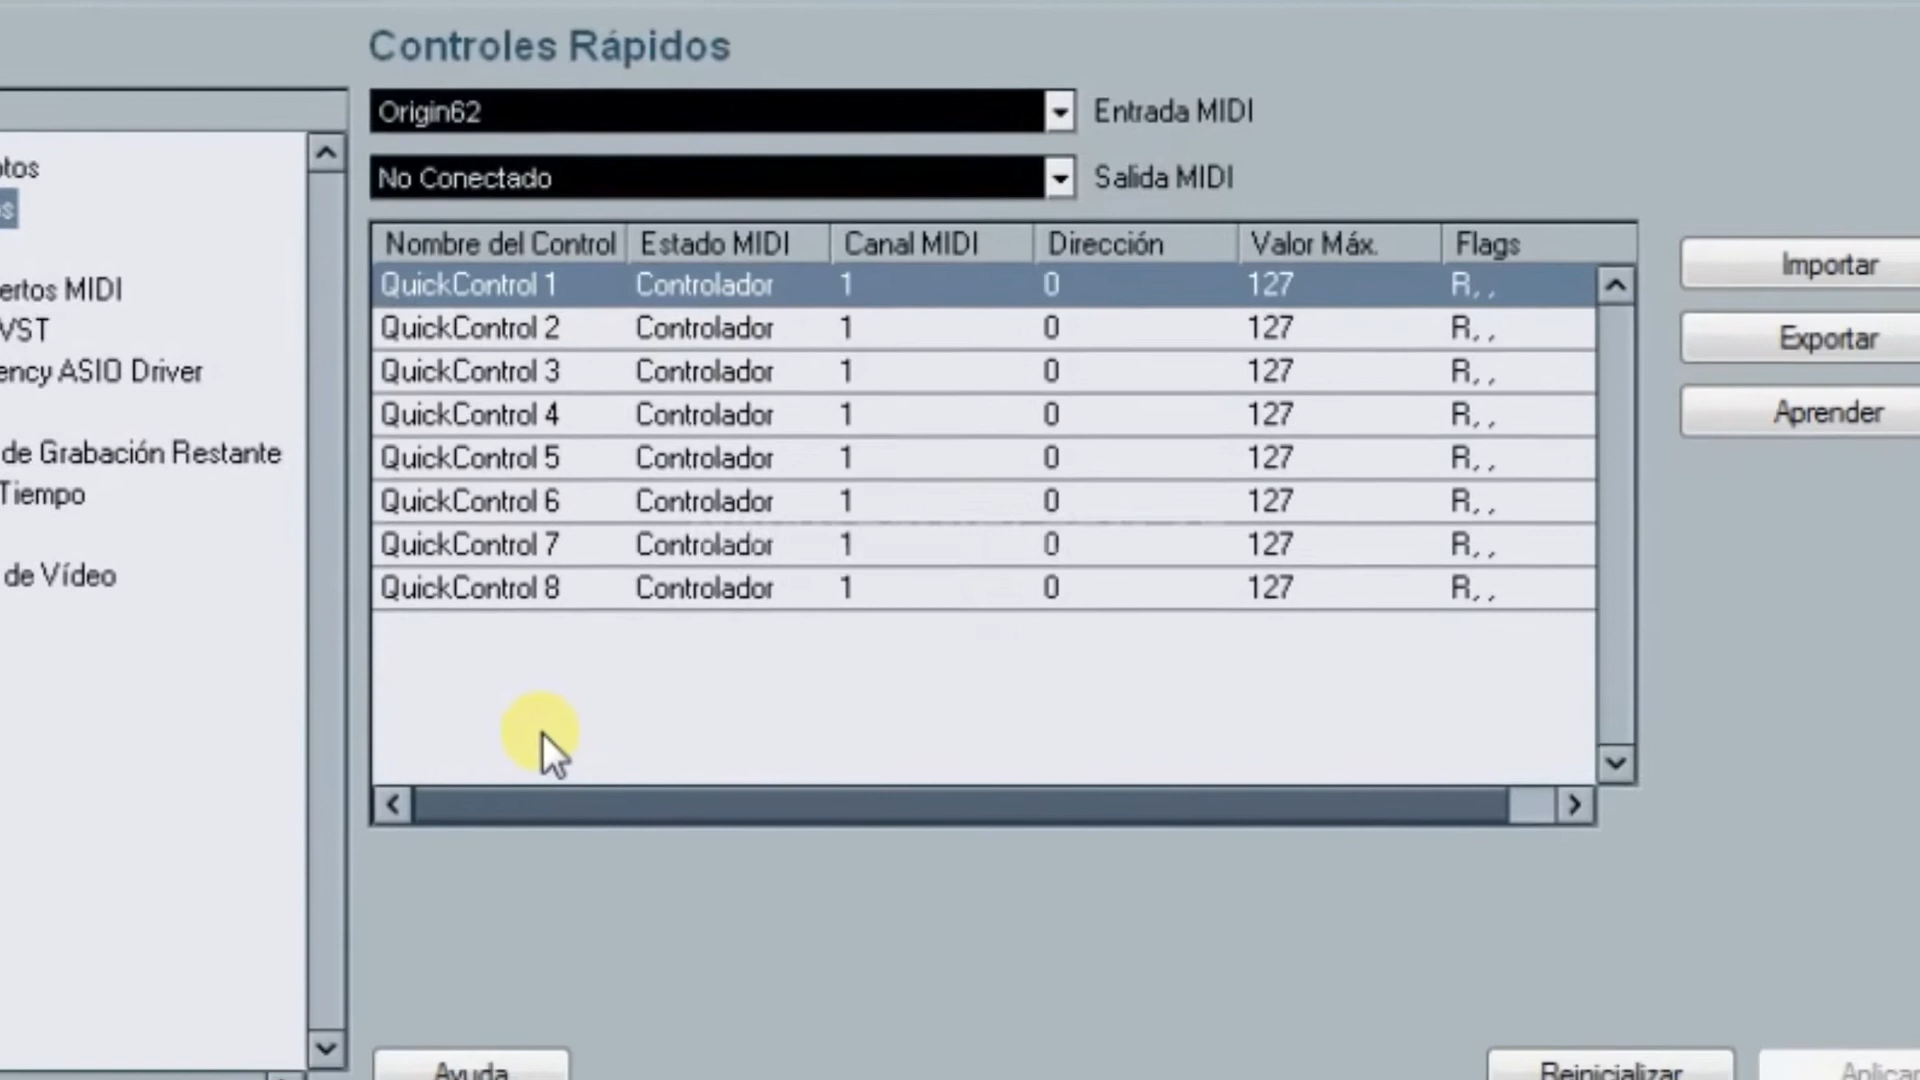 Controles Rápidos
Origin62
Entrada MIDI
No Conectado
Salida MIDI
Nombre del Control Estado MIDI Canal MIDI Dirección Valor Máx. Flags
QuickControl 1 Controlador 1 0 127 R, ,
QuickControl 2 Controlador 1 0 127 R, ,
QuickControl 3 Controlador 1 0 127 R, ,
QuickControl 4 Controlador 1 0 127 R, ,
QuickControl 5 Controlador 1 0 127 R, ,
QuickControl 6 Controlador 1 0 127 R, ,
QuickControl 7 Controlador 1 0 127 R, ,
QuickControl 8 Controlador 1 0 127 R, ,
Importar
Exportar
Aprender
MIDI
VST
ASIO Driver
de Grabación Restante
Tiempo
de Vídeo
Ayuda
Reinicializar